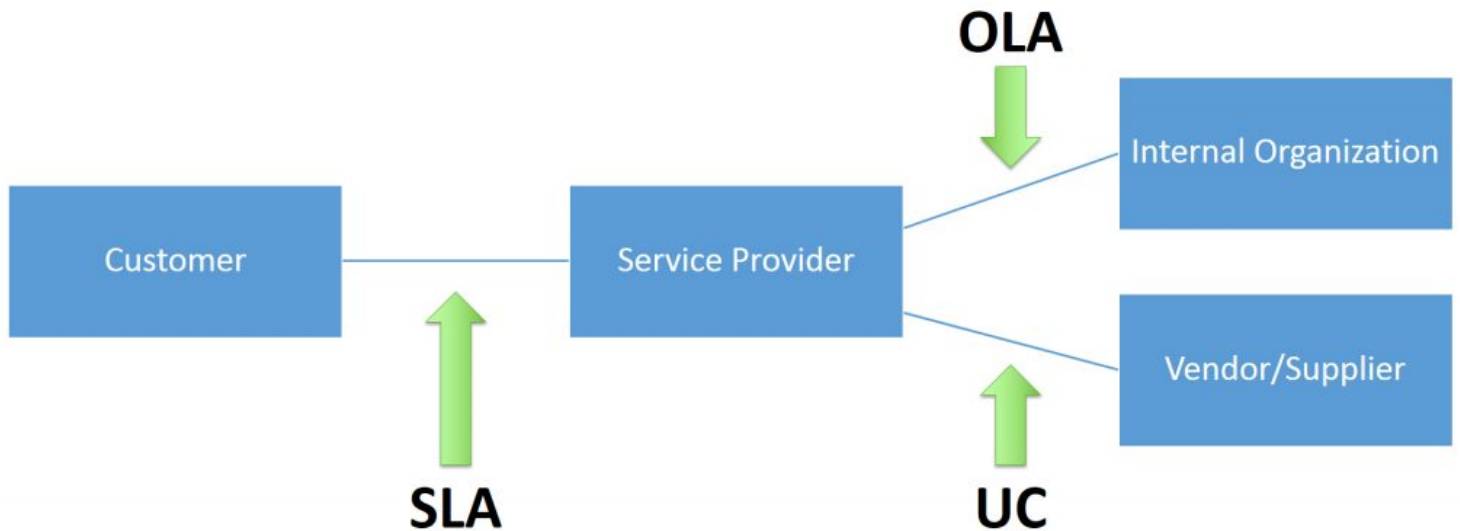 OLA
Internal Organization
Customer
Service Provider
Vendor/Supplier
SLA
UC